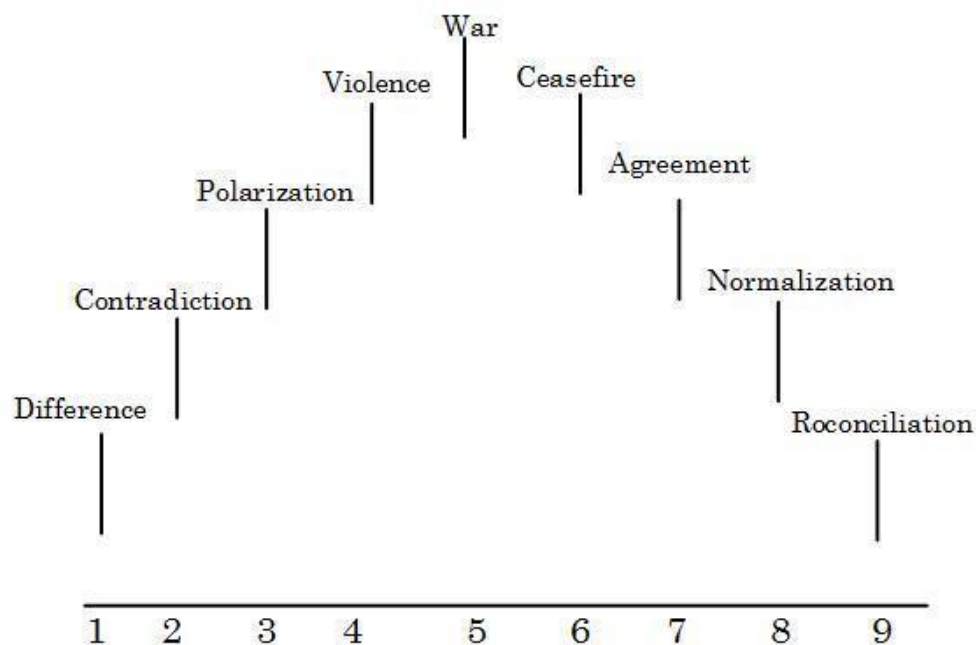 War
Violence
Ceasefire
Polarization
Agreement
Contradiction
Normalization
Difference
Roconciliation
1 2 3 4 5 6 7 8 9